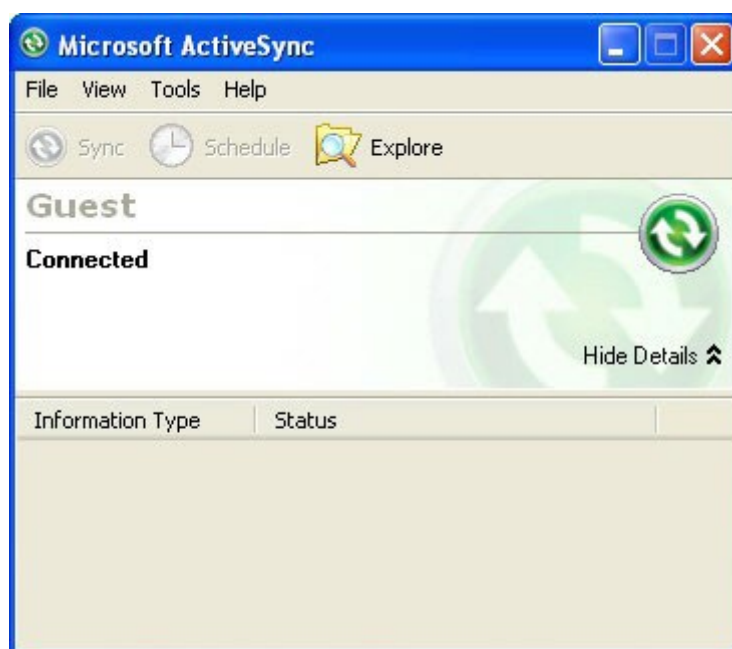 Microsoft ActiveSync
File View Tools Help
Sync Schedule Explore
Guest
Connected
Hide Details
Information Type Status